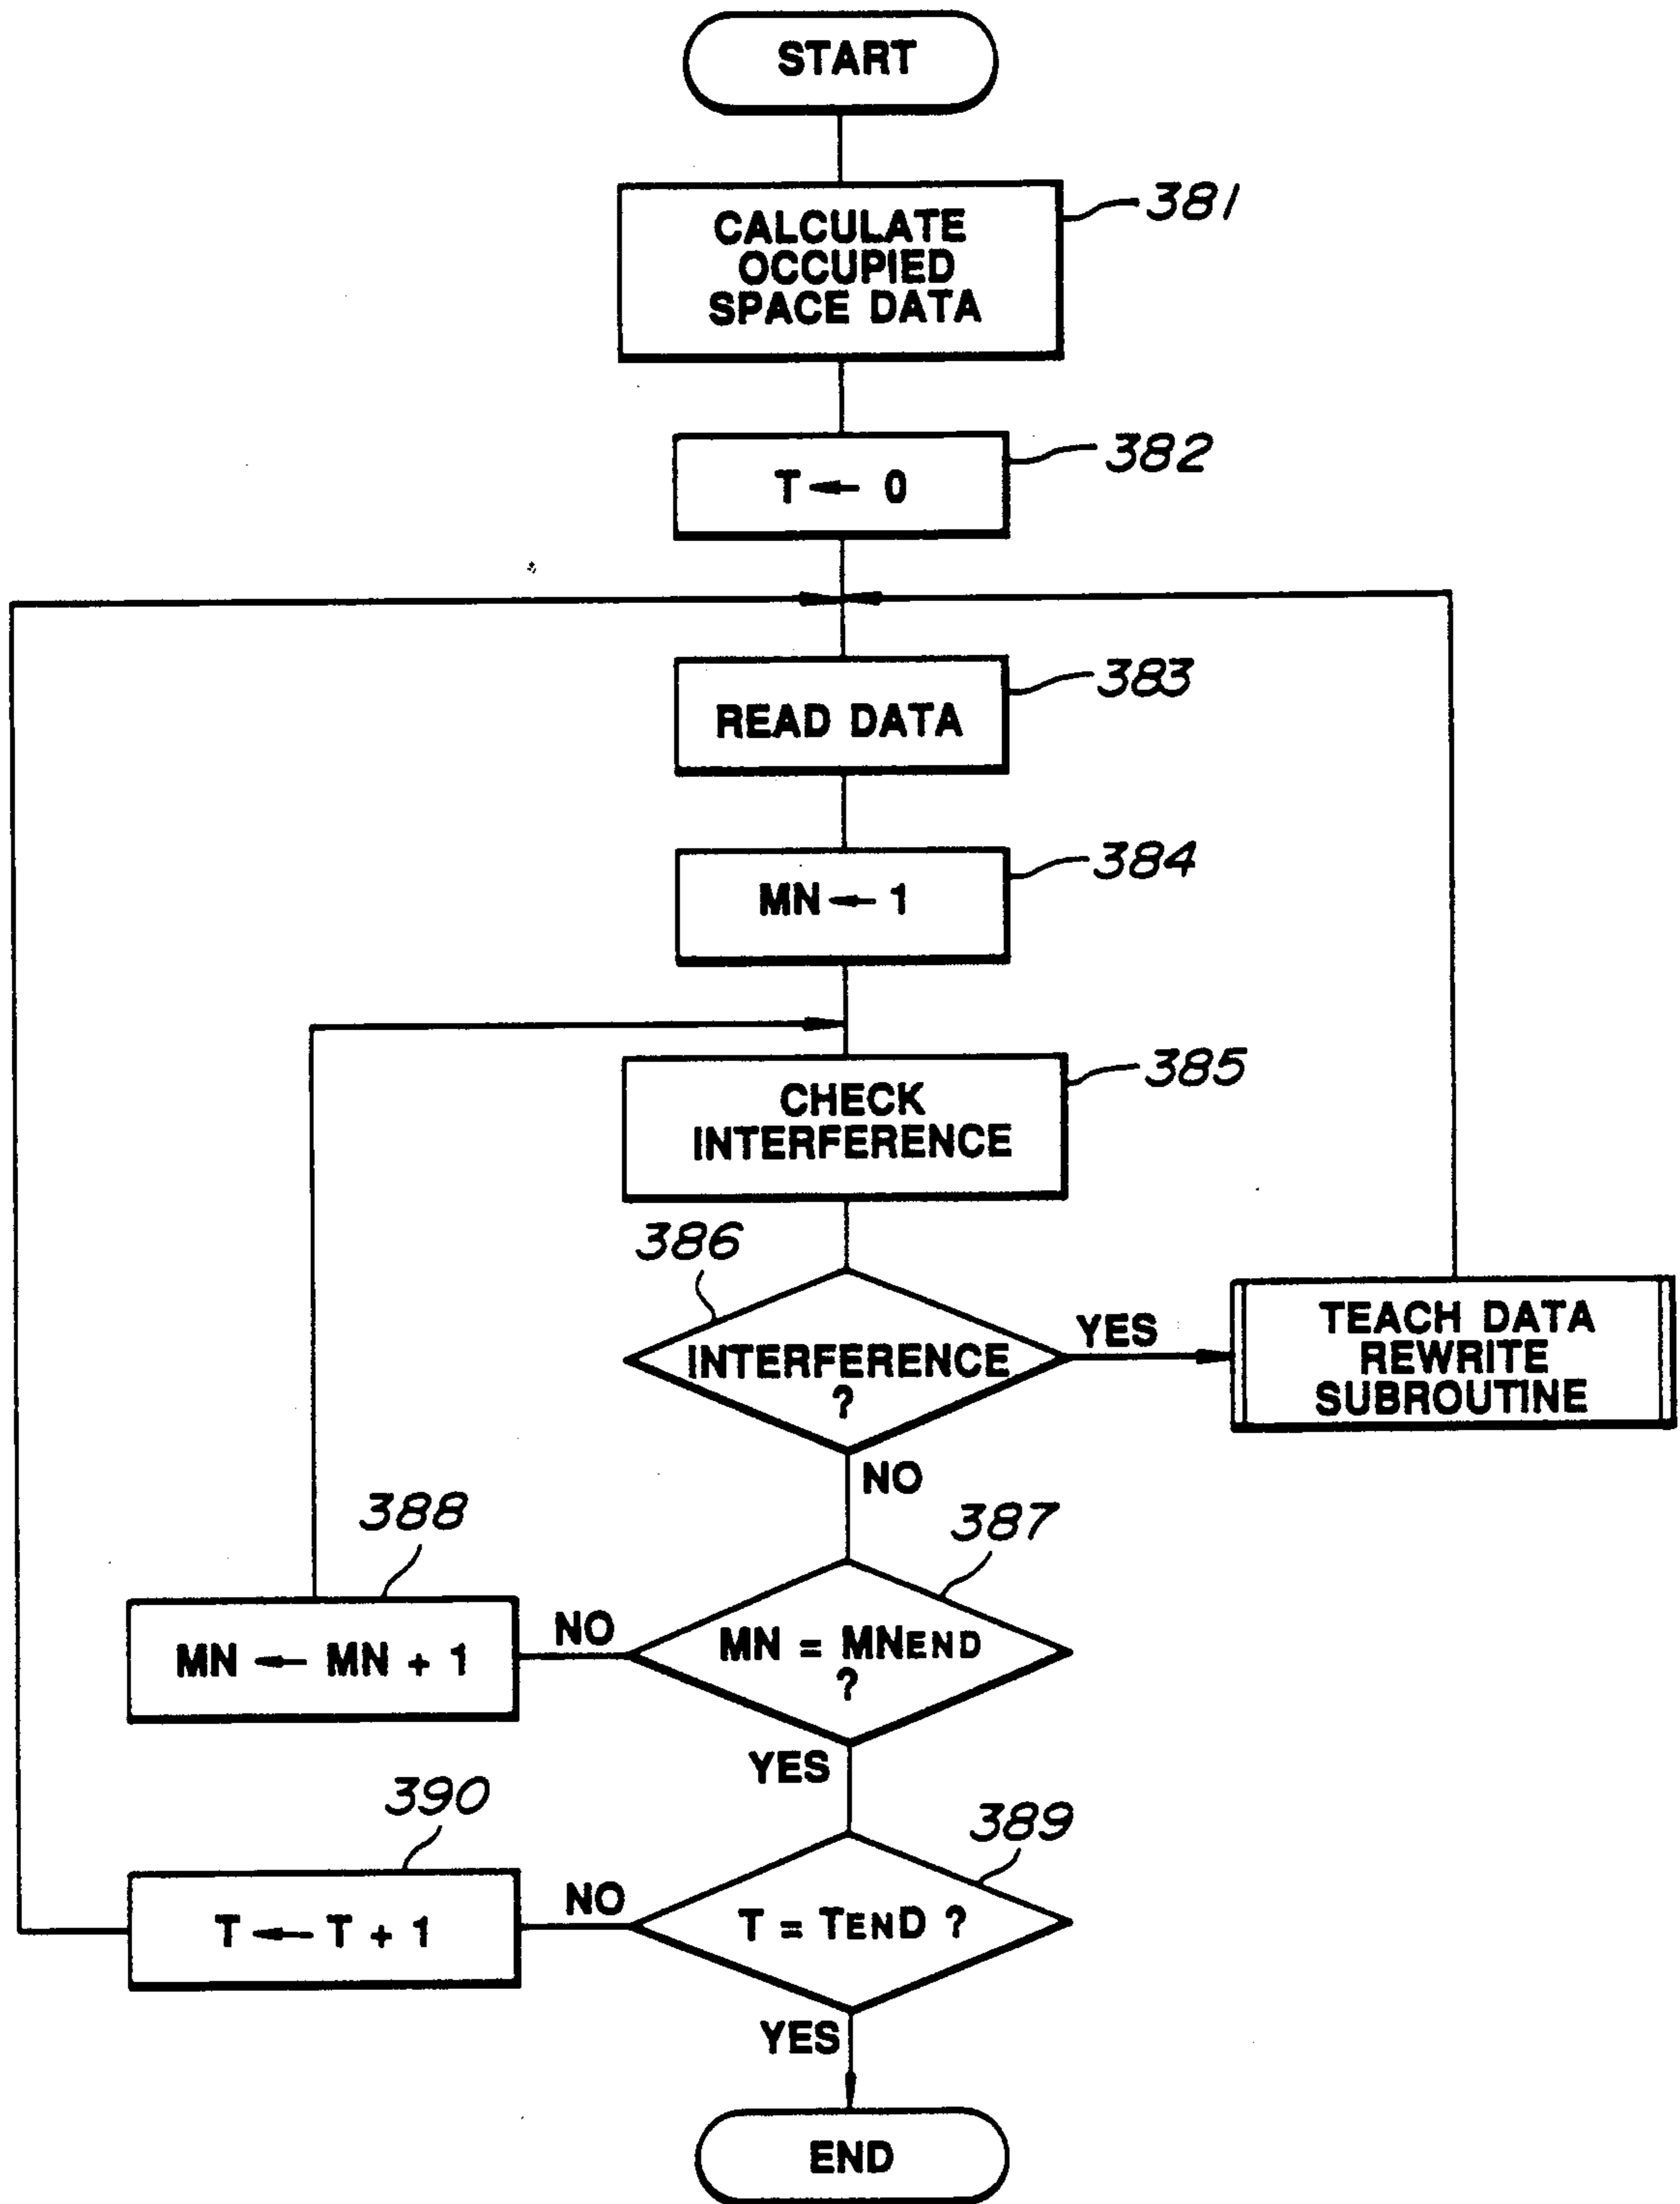 START
CALCULATE
OCCUPIED
SPACE DATA
381
T ← 0
382
READ DATA
383
MN ← 1
384
CHECK
INTERFERENCE
385
386
INTERFERENCE
?
YES
TEACH DATA
REWRITE
SUBROUTINE
NO
387
MN = MNEND
?
NO
388
MN ← MN + 1
YES
389
T = TEND ?
NO
390
T ← T + 1
YES
END